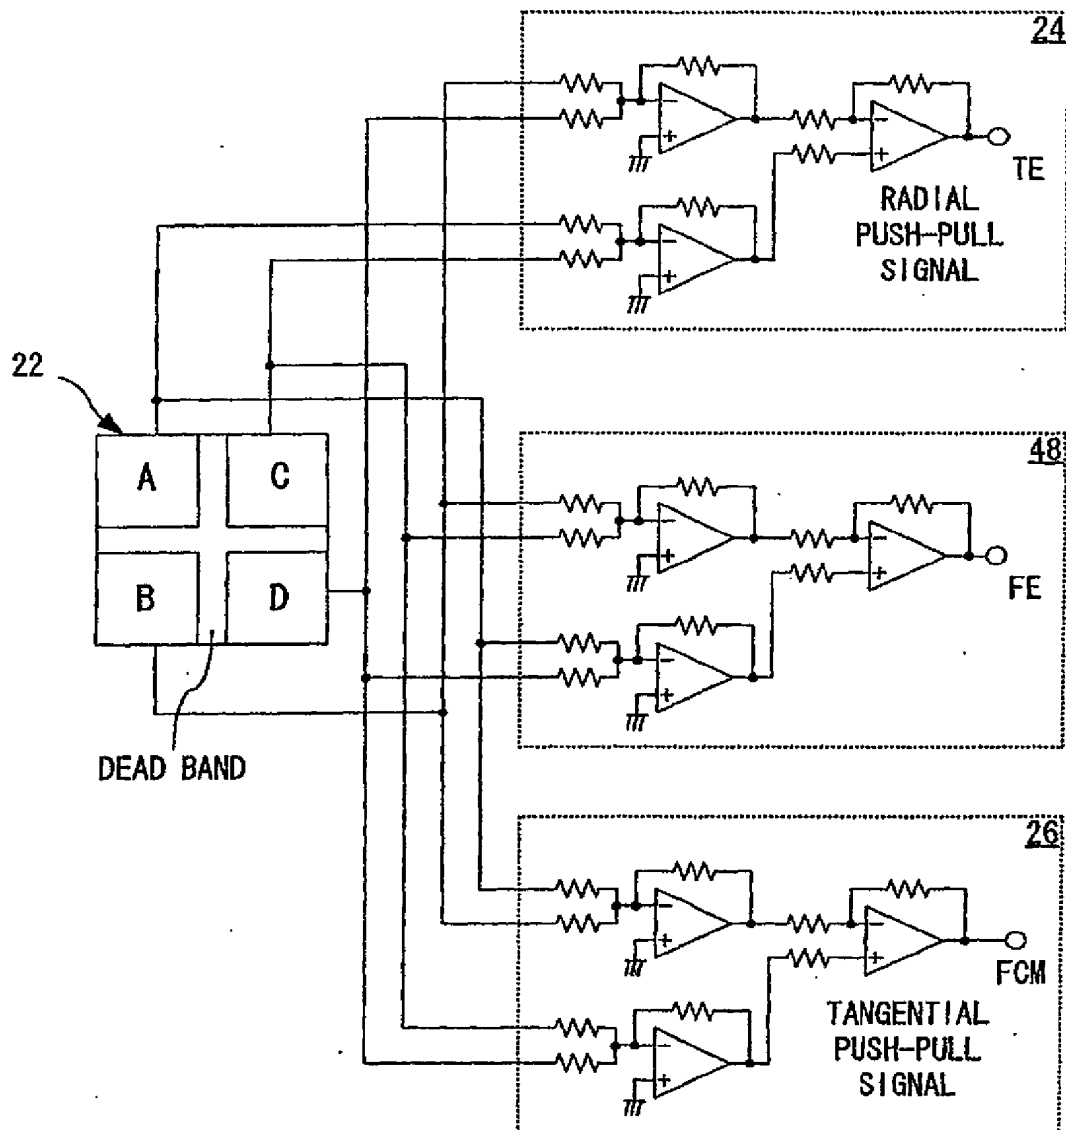 24
− − +
TE
− +
RADIAL
PUSH-PULL
SIGNAL
+
22
A C
B D
DEAD BAND
48
− − +
+
FE
− +
26
− − +
+
FCM
− +
TANGENTIAL
PUSH-PULL
SIGNAL